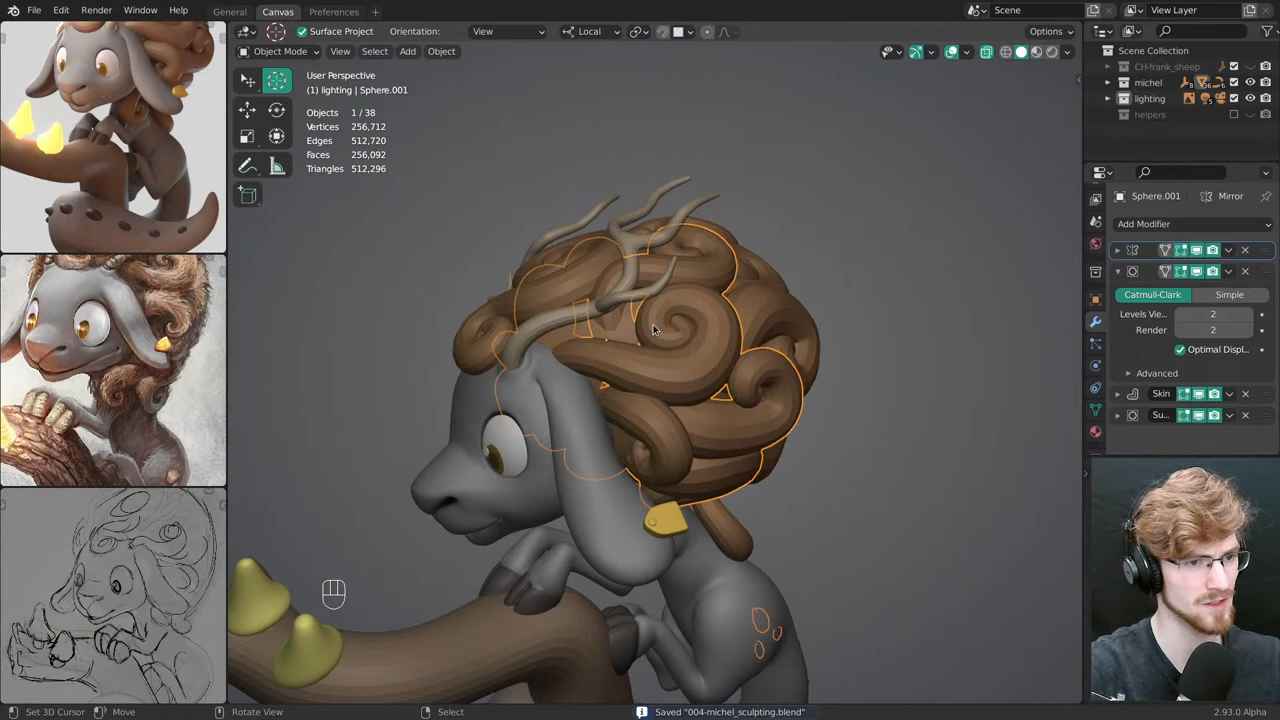 File Edit Render Window Help General Canvas Preferences + Scene View Layer
Surface Project Orientation: View Local Options
Object Mode View Select Add Object
User Perspective
(1) lighting | Sphere.001
Objects 1 / 38
Vertices 256,712
Edges 512,720
Faces 256,092
Triangles 512,296
Scene Collection
CH-frank_sheep
michel
lighting
helpers
Sphere.001 Mirror
Add Modifier
Catmull-Clark Simple
Levels Vie... 2
Render 2
Optimal Displ...
Advanced
Skin
Su...
Set 3D Cursor Move Rotate View Select Saved "004-michel_sculpting.blend" 2.93.0 Alpha